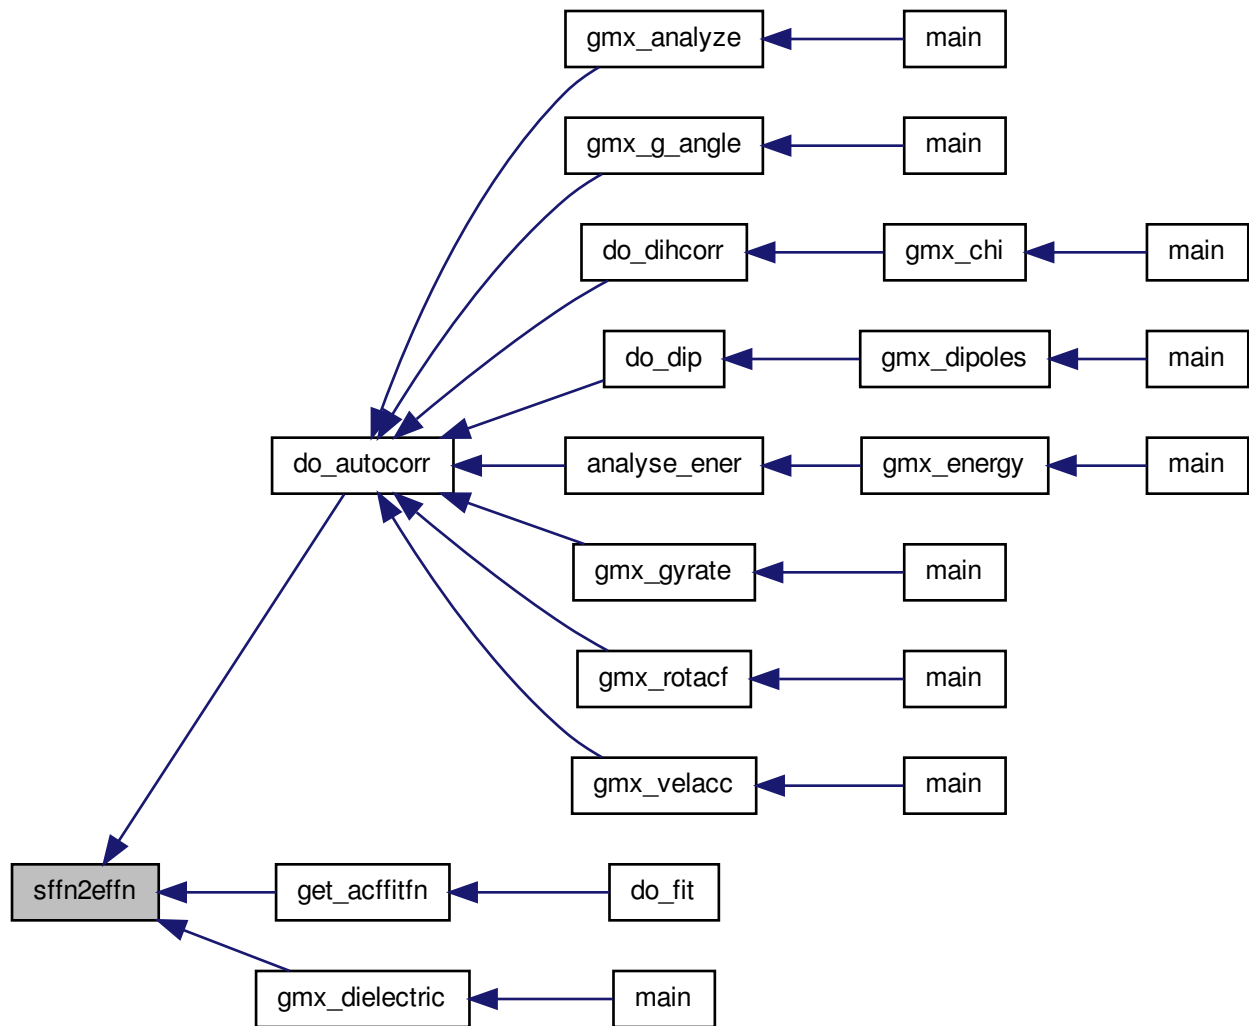 gmx_analyze
main
gmx_g_angle
main
do_dihcorr
gmx_chi
main
do_dip
gmx_dipoles
main
do_autocorr
analyse_ener
gmx_energy
main
gmx_gyrate
main
gmx_rotacf
main
gmx_velacc
main
sffn2effn
get_acffitfn
do_fit
gmx_dielectric
main